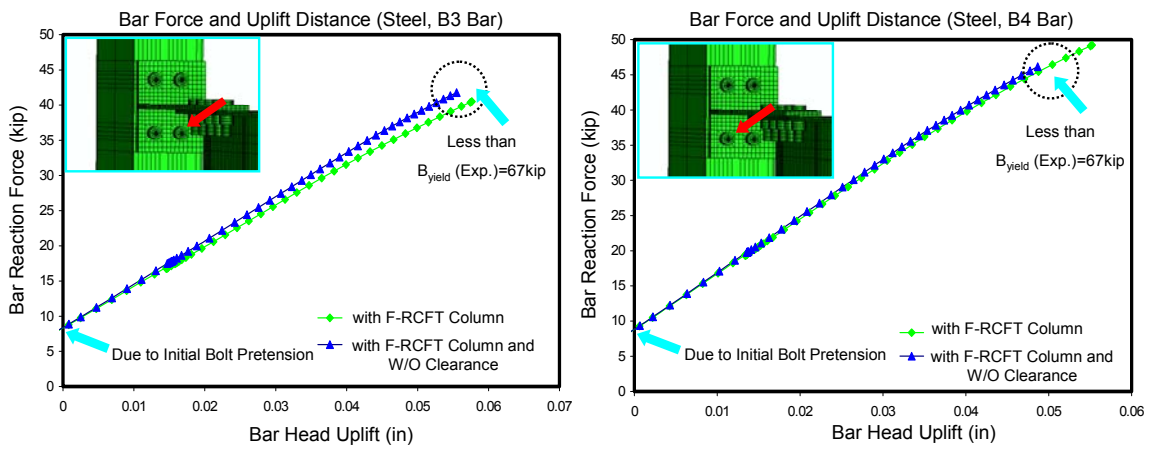 Bar Force and Uplift Distance (Steel, B3 Bar)
50
45
40
35
30
25
20
15
10
5
0
Bar Reaction Force (kip)
Less than
Byield (Exp.)=67kip
with F-RCFT Column
with F-RCFT Column and
W/O Clearance
Due to Initial Bolt Pretension
0 0.01 0.02 0.03 0.04 0.05 0.06 0.07
Bar Head Uplift (in)
Bar Force and Uplift Distance (Steel, B4 Bar)
50
45
40
35
30
25
20
15
10
5
0
Bar Reaction Force (kip)
Less than
Byield (Exp.)=67kip
with F-RCFT Column
with F-RCFT Column and
W/O Clearance
Due to Initial Bolt Pretension
0 0.01 0.02 0.03 0.04 0.05 0.06
Bar Head Uplift (in)